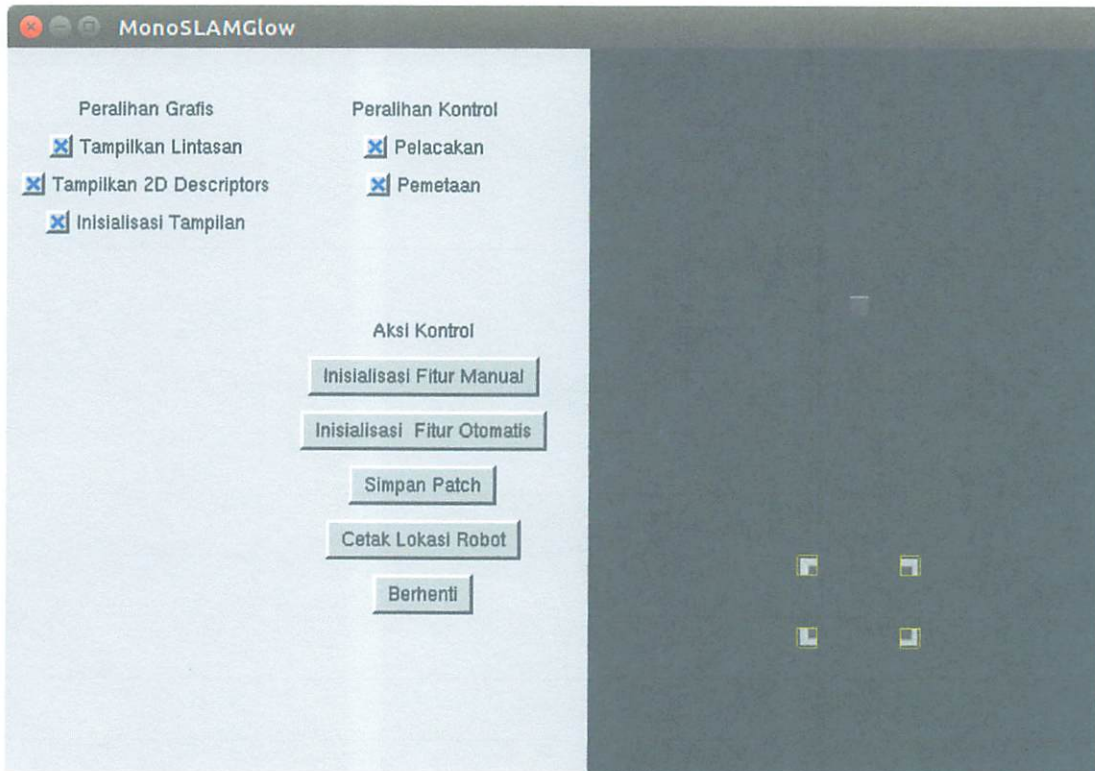 MonoSLAMGlow
Peralihan Grafis
Tampilkan Lintasan
Tampilkan 2D Descriptors
Inisialisasi Tampilan
Peralihan Kontrol
Pelacakan
Pemetaan
Aksi Kontrol
Inisialisasi Fitur Manual
Inisialisasi Fitur Otomatis
Simpan Patch
Cetak Lokasi Robot
Berhenti